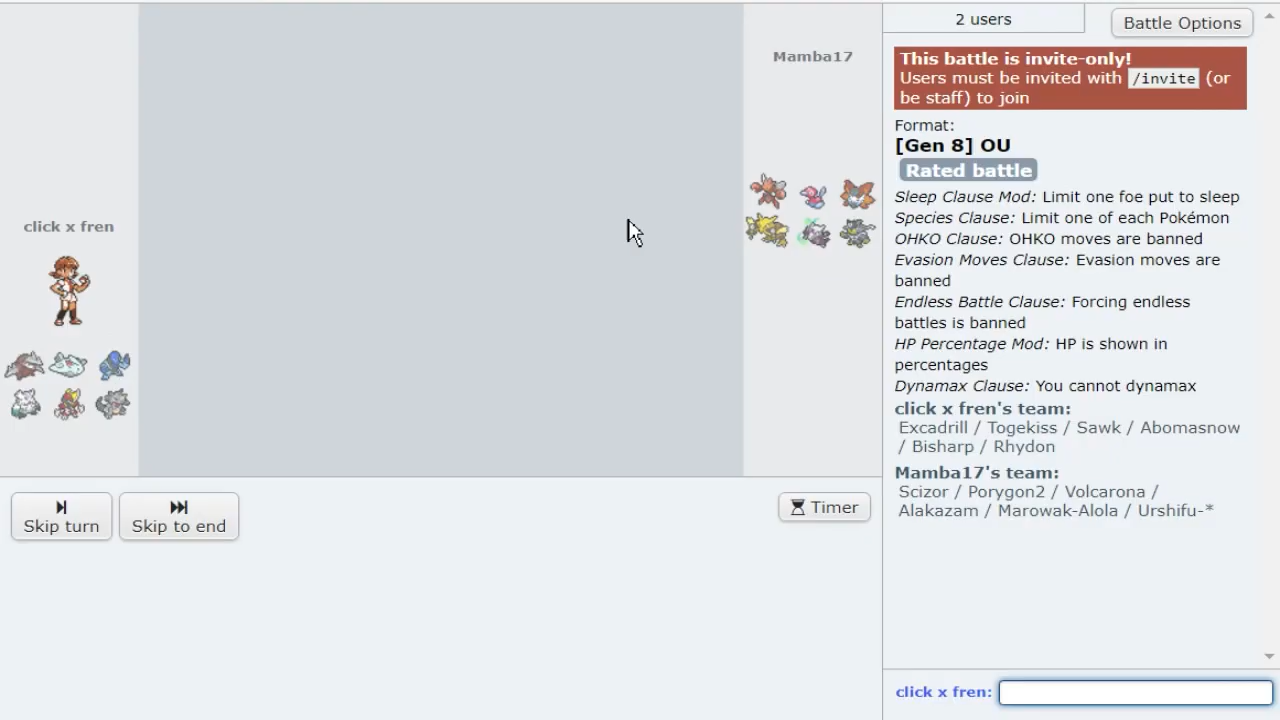 2 users
Battle Options
Mamba17
click x fren
This battle is invite-only!
Users must be invited with /invite (or
be staff) to join
Format:
[Gen 8] OU
Rated battle
Sleep Clause Mod: Limit one foe put to sleep
Species Clause: Limit one of each Pokémon
OHKO Clause: OHKO moves are banned
Evasion Moves Clause: Evasion moves are
banned
Endless Battle Clause: Forcing endless
battles is banned
HP Percentage Mod: HP is shown in
percentages
Dynamax Clause: You cannot dynamax
click x fren's team:
Excadrill / Togekiss / Sawk / Abomasnow
/ Bisharp / Rhydon
Mamba17's team:
Scizor / Porygon2 / Volcarona /
Alakazam / Marowak-Alola / Urshifu-*
Skip turn
Skip to end
Timer
click x fren: